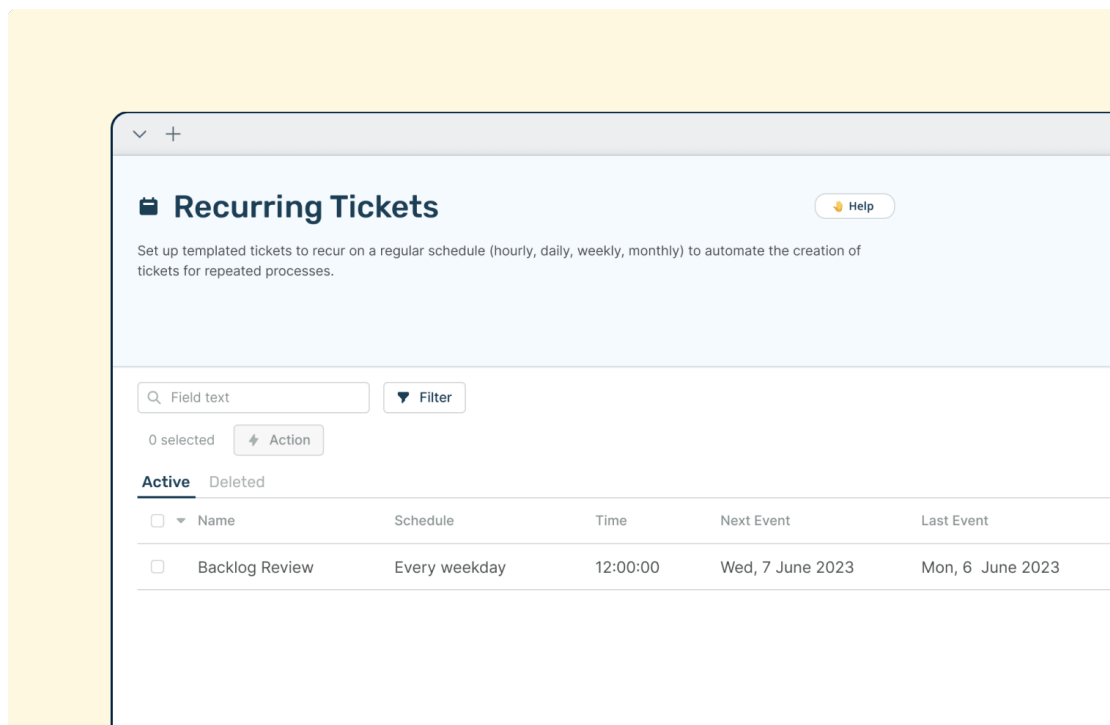 Recurring Tickets
Help
Set up templated tickets to recur on a regular schedule (hourly, daily, weekly, monthly) to automate the creation of
tickets for repeated processes.
Field text
Filter
0 selected
Action
Active Deleted
Name Schedule Time Next Event Last Event
Backlog Review Every weekday 12:00:00 Wed, 7 June 2023 Mon, 6 June 2023